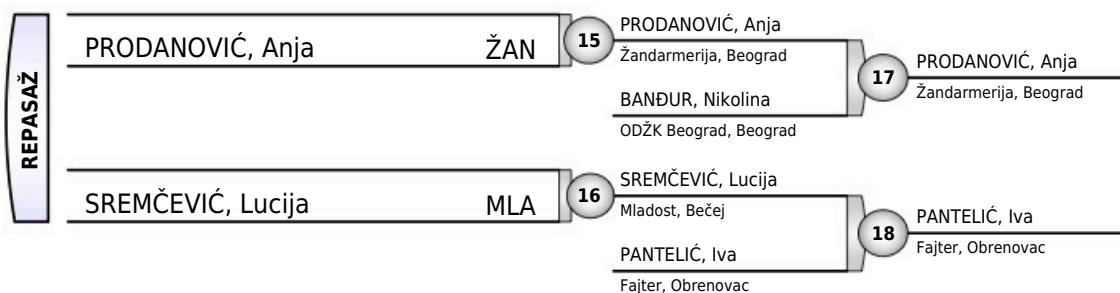 REPASAŽ
PRODANOVIĆ, Anja ŽAN
15
PRODANOVIĆ, Anja
Žandarmerija, Beograd
BANĐUR, Nikolina
ODŽK Beograd, Beograd
17
PRODANOVIĆ, Anja
Žandarmerija, Beograd
SREMČEVIĆ, Lucija MLA
16
SREMČEVIĆ, Lucija
Mladost, Bečej
PANTELIĆ, Iva
Fajter, Obrenovac
18
PANTELIĆ, Iva
Fajter, Obrenovac